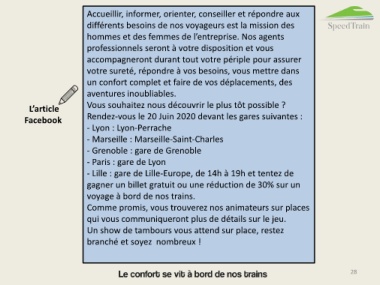 Accueillir, informer, orienter, conseiller et répondre aux
différents besoins de nos voyageurs est la mission des
hommes et des femmes de l'entreprise. Nos agents
professionnels seront à votre disposition et vous
accompagneront durant tout votre périple pour assurer
votre sureté, répondre à vos besoins, vous mettre dans
un confort complet et faire de vos déplacements, des
aventures inoubliables.
Vous souhaitez nous découvrir le plus tôt possible ?
Rendez-vous le 20 Juin 2020 devant les gares suivantes :
- Lyon : Lyon-Perrache
- Marseille : Marseille-Saint-Charles
- Grenoble : gare de Grenoble
- Paris : gare de Lyon
- Lille : gare de Lille-Europe, de 14h à 19h et tentez de
gagner un billet gratuit ou une réduction de 30% sur un
voyage à bord de nos trains.
Comme promis, vous trouverez nos animateurs sur places
qui vous communiqueront plus de détails sur le jeu.
Un show de tambours vous attend sur place, restez
branché et soyez nombreux !
L'article
Facebook
SpeedTrain
Le confort se vit à bord de nos trains
28